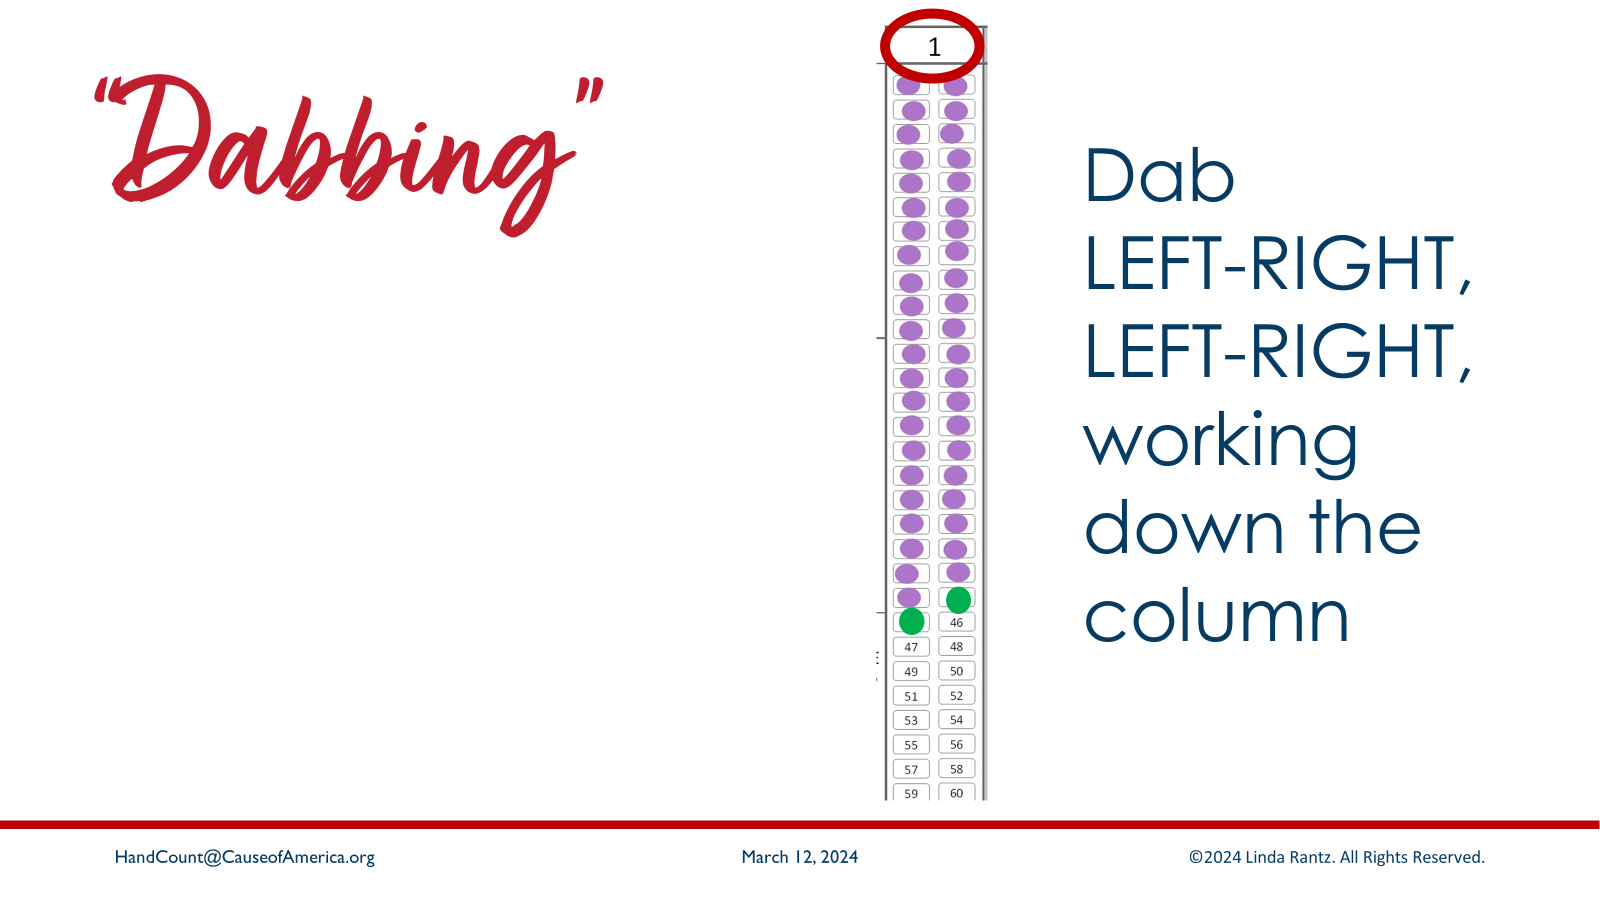 “Dabbing”
1
46
47 48
49 50
51 52
53 54
55 56
57 58
59 60
Dab
LEFT-RIGHT,
LEFT-RIGHT,
working
down the
column
HandCount@CauseofAmerica.org
March 12, 2024
©2024 Linda Rantz. All Rights Reserved.